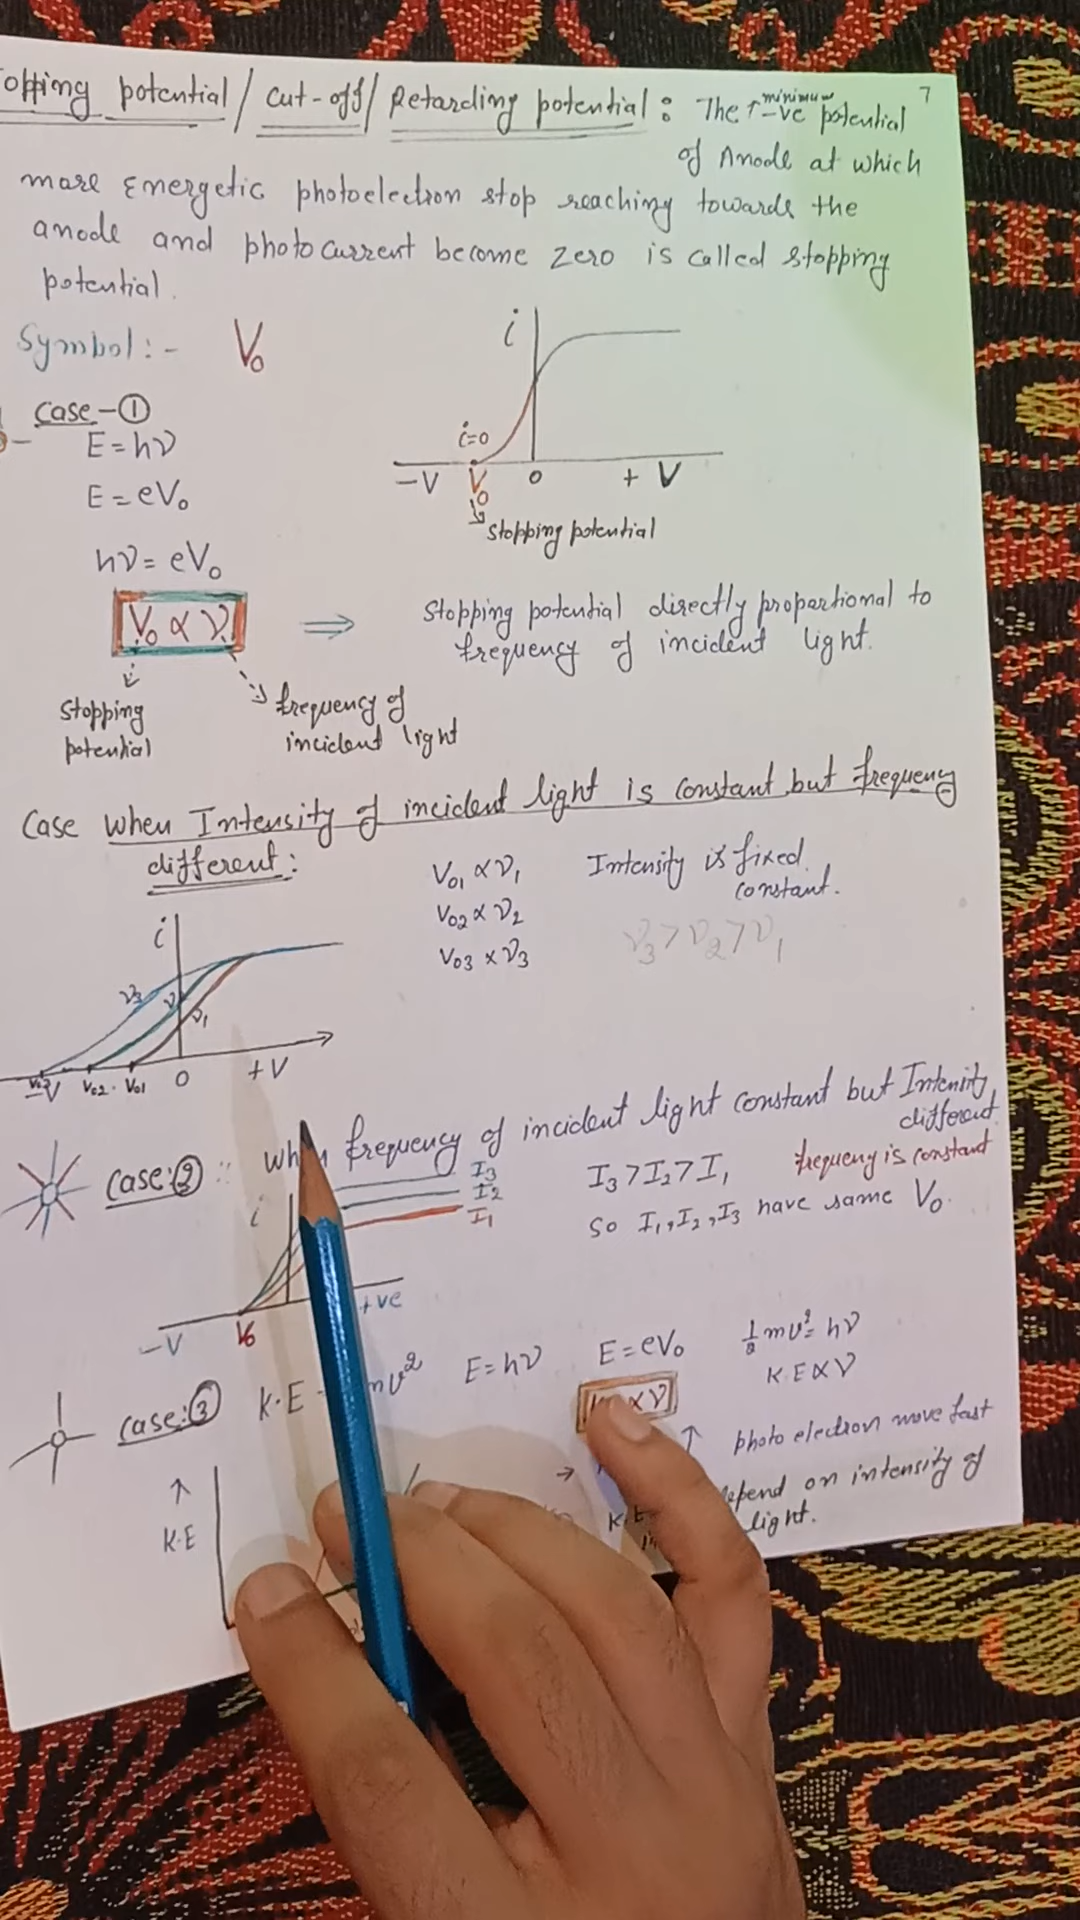 opping potential / Cut-off / Retarding potential : The minimum -ve potential 7
of Anode at which
more Energetic photoelectron stop reaching towards the
anode and photo current become zero is called stopping
potential.
Symbol :- V₀
i
i=0
-V V₀ 0 + V
stopping potential
Case-①
E = hν
E = eV₀
hν = eV₀
V₀ ∝ ν ⇒ Stopping potential directly proportional to
frequency of incident light.
Stopping
potential
frequency of
incident light
Case when Intensity of incident light is constant but frequency
different :
V₀₁ ∝ ν₁ Intensity is fixed
constant.
V₀₂ ∝ ν₂
V₀₃ ∝ ν₃
ν₃ > ν₂ > ν₁
i
ν₃ ν ν₁
-V V₀₂ V₀₁ 0 +V
Case:② :: when frequency of incident light constant but Intenity
different
I₃ > I₂ > I₁ frequeny is constant
So I₁, I₂, I₃ have same V₀.
i
I₃
I₂
I₁
-V V₀ +ve
Case:③ K.E mv² E = hν E = eV₀ ½mv² = hν
K.E ∝ ν
∝ ν
↑ photo electron move fast
→ K.E epend on intensity of
light.
↑
K.E